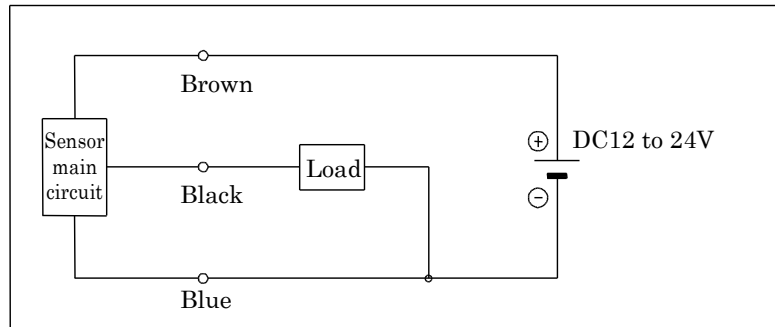 Brown
Sensor
main
circuit
Load
Black
Blue
+
DC12 to 24V
−